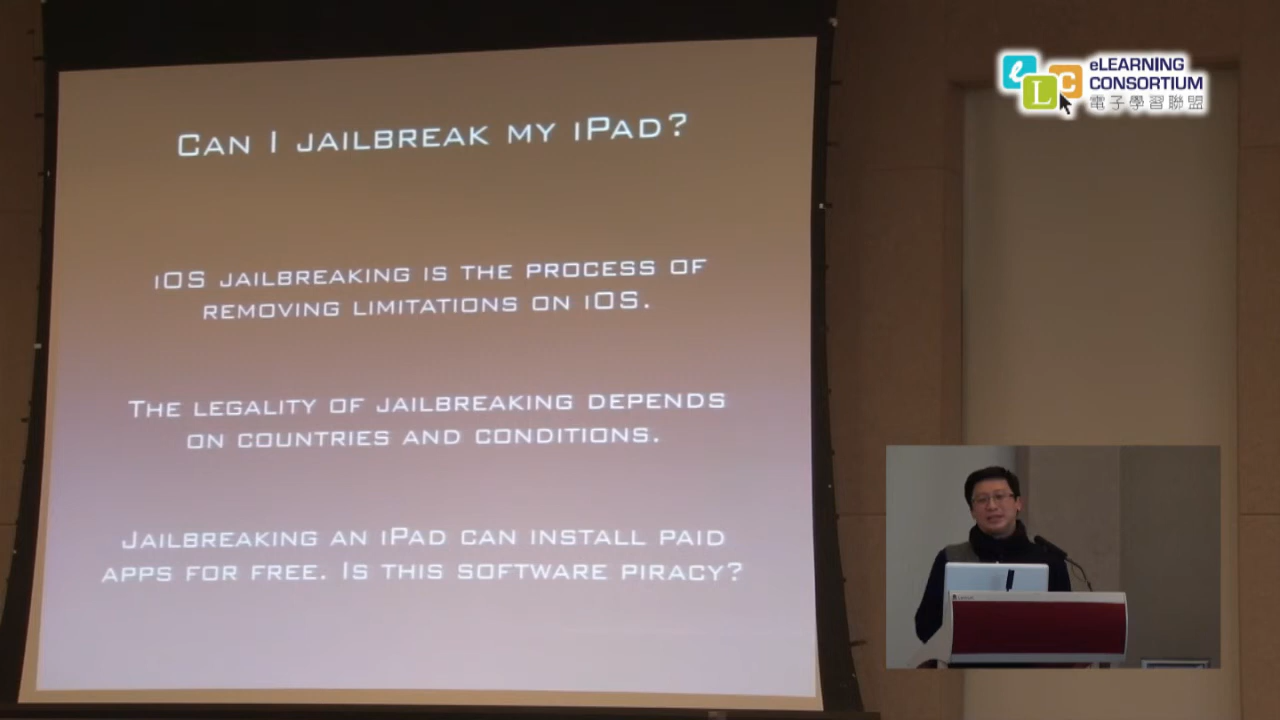 CAN I JAILBREAK MY iPAD?
iOS JAILBREAKING IS THE PROCESS OF
REMOVING LIMITATIONS ON iOS.
THE LEGALITY OF JAILBREAKING DEPENDS
ON COUNTRIES AND CONDITIONS.
JAILBREAKING AN iPAD CAN INSTALL PAID
APPS FOR FREE. IS THIS SOFTWARE PIRACY?
eLC
eLEARNING
CONSORTIUM
電子學習聯盟